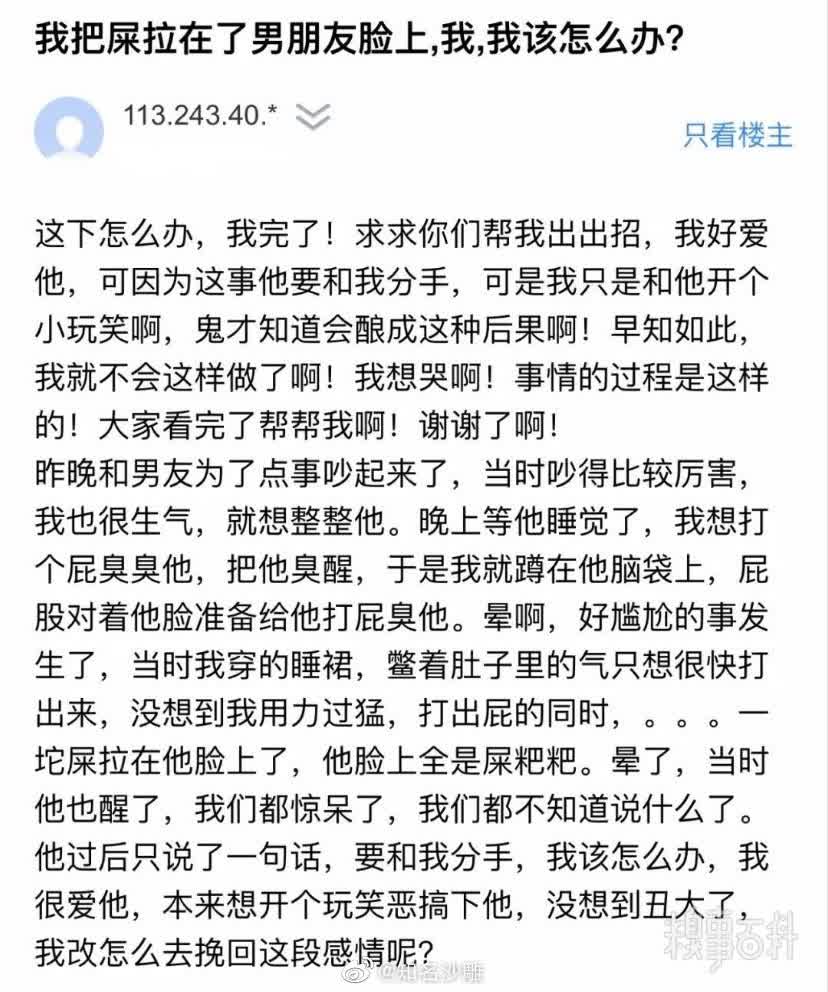 我把屎拉在了男朋友脸上,我,我该怎么办?
113.243.40.*
只看楼主
这下怎么办，我完了！求求你们帮我出出招，我好爱
他，可因为这事他要和我分手，可是我只是和他开个
小玩笑啊，鬼才知道会酿成这种后果啊！早知如此，
我就不会这样做了啊！我想哭啊！事情的过程是这样
的！大家看完了帮帮我啊！谢谢了啊！
昨晚和男友为了点事吵起来了，当时吵得比较厉害，
我也很生气，就想整整他。晚上等他睡觉了，我想打
个屁臭臭他，把他臭醒，于是我就蹲在他脑袋上，屁
股对着他脸准备给他打屁臭他。晕啊，好尴尬的事发
生了，当时我穿的睡裙，鳖着肚子里的气只想很快打
出来，没想到我用力过猛，打出屁的同时，。。。一
坨屎拉在他脸上了，他脸上全是屎粑粑。晕了，当时
他也醒了，我们都惊呆了，我们都不知道说什么了。
他过后只说了一句话，要和我分手，我该怎么办，我
很爱他，本来想开个玩笑恶搞下他，没想到丑大了，
我改怎么去挽回这段感情呢?
糗事百科
@知名沙雕